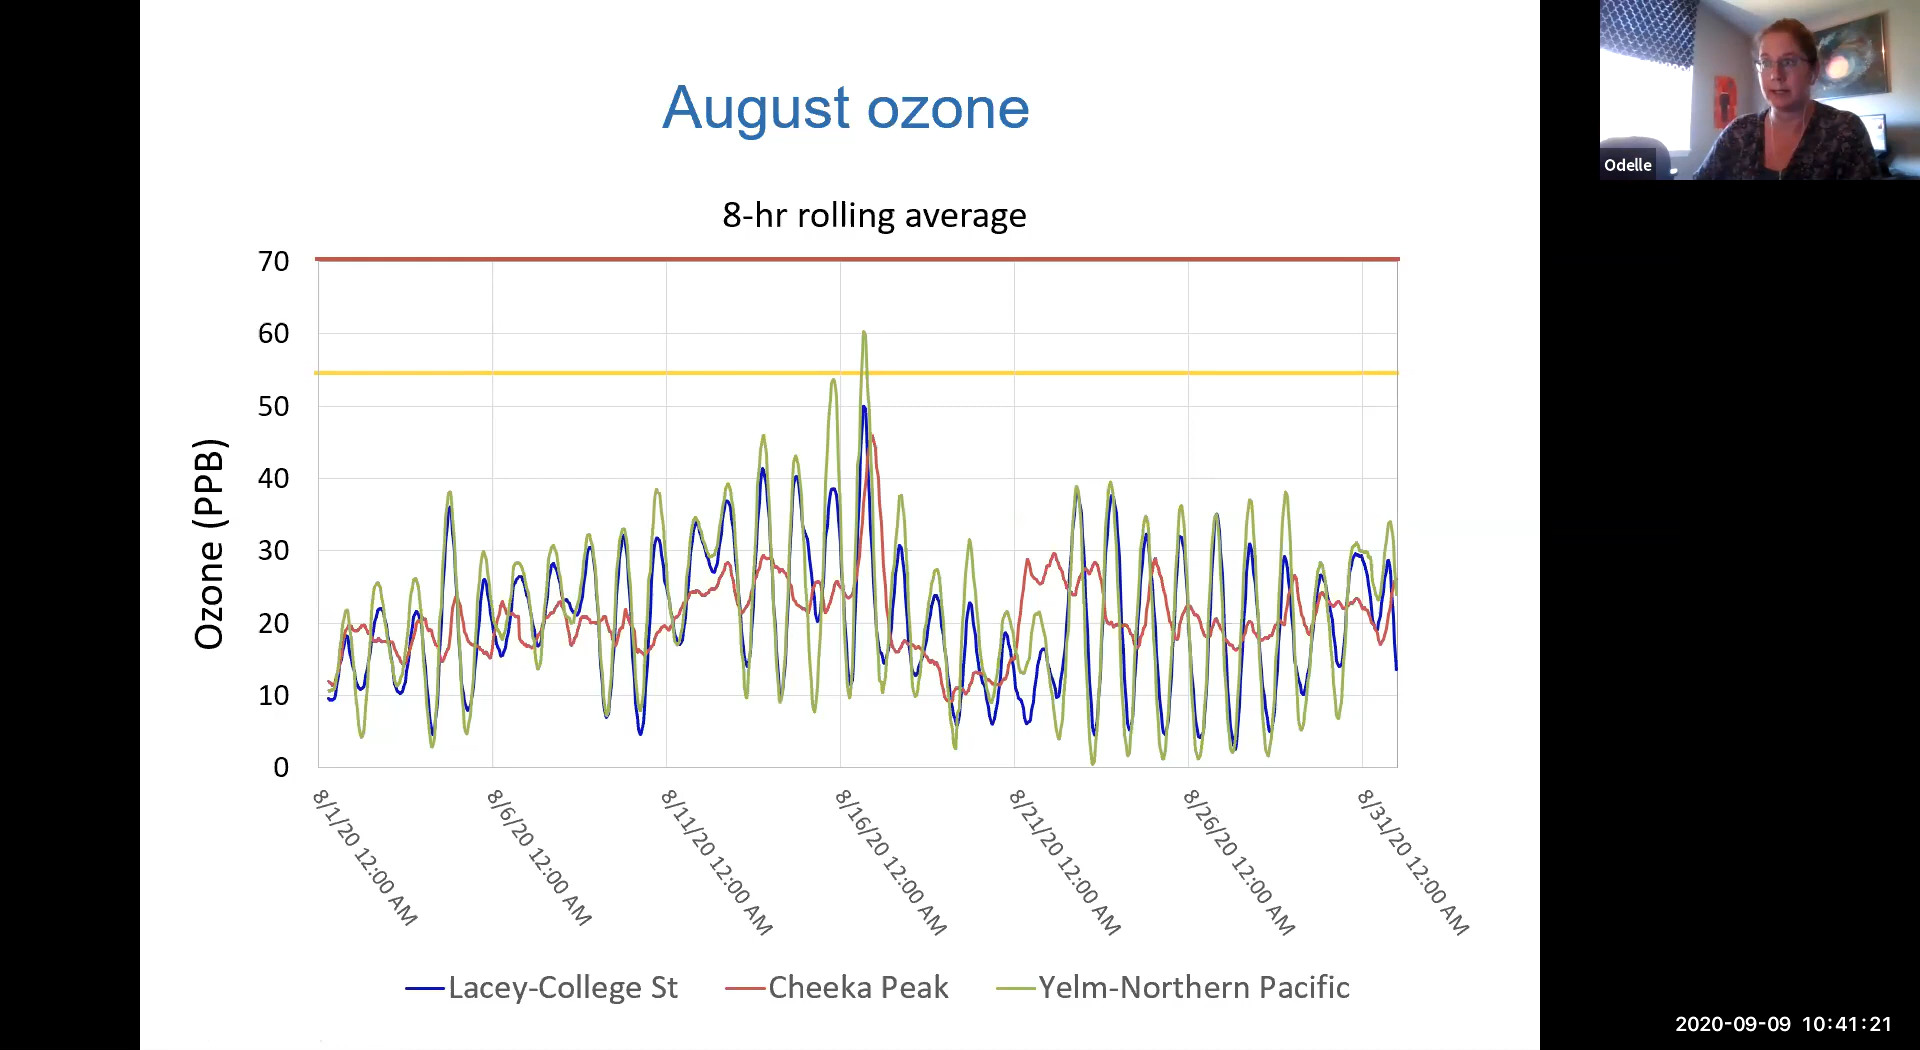 August ozone
8-hr rolling average
70
60
50
40
30
20
10
0
Ozone (PPB)
8/1/20 12:00 AM
8/6/20 12:00 AM
8/11/20 12:00 AM
8/16/20 12:00 AM
8/21/20 12:00 AM
8/26/20 12:00 AM
8/31/20 12:00 AM
Lacey-College St
Cheeka Peak
Yelm-Northern Pacific
Odelle
2020-09-09 10:41:21